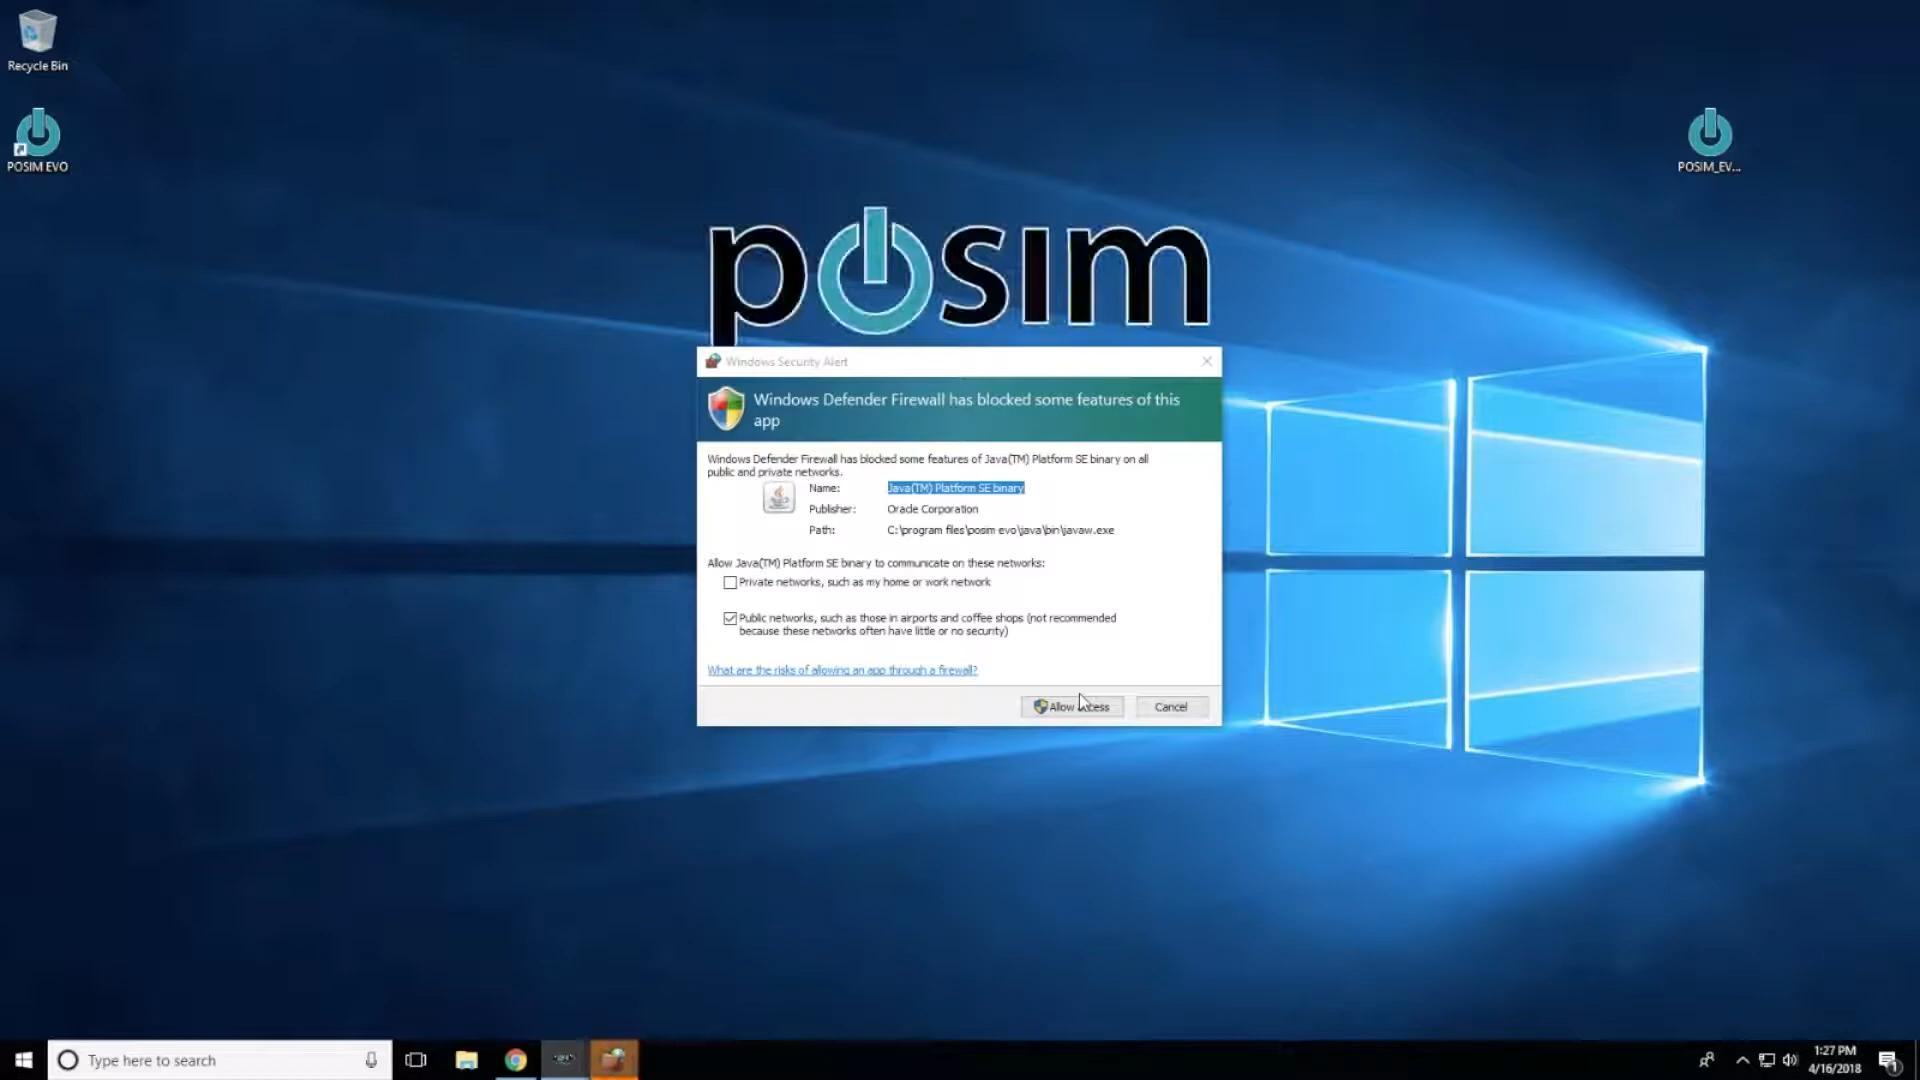 Recycle Bin
POSIM EVO
POSIM_EV...
posim
Windows Security Alert
Windows Defender Firewall has blocked some features of this
app
Windows Defender Firewall has blocked some features of Java(TM) Platform SE binary on all
public and private networks.
Name: Java(TM) Platform SE binary
Publisher: Oracle Corporation
Path: C:\program files\posim evo\java\bin\javaw.exe
Allow Java(TM) Platform SE binary to communicate on these networks:
Private networks, such as my home or work network
Public networks, such as those in airports and coffee shops (not recommended
because these networks often have little or no security)
What are the risks of allowing an app through a firewall?
Allow access Cancel
Type here to search
1:27 PM
4/16/2018
1